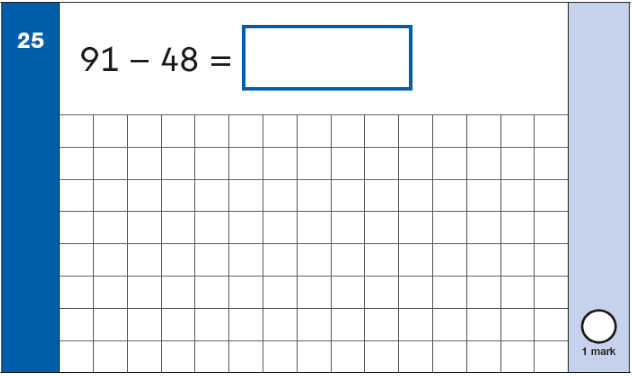 25
91 – 48 =
1 mark